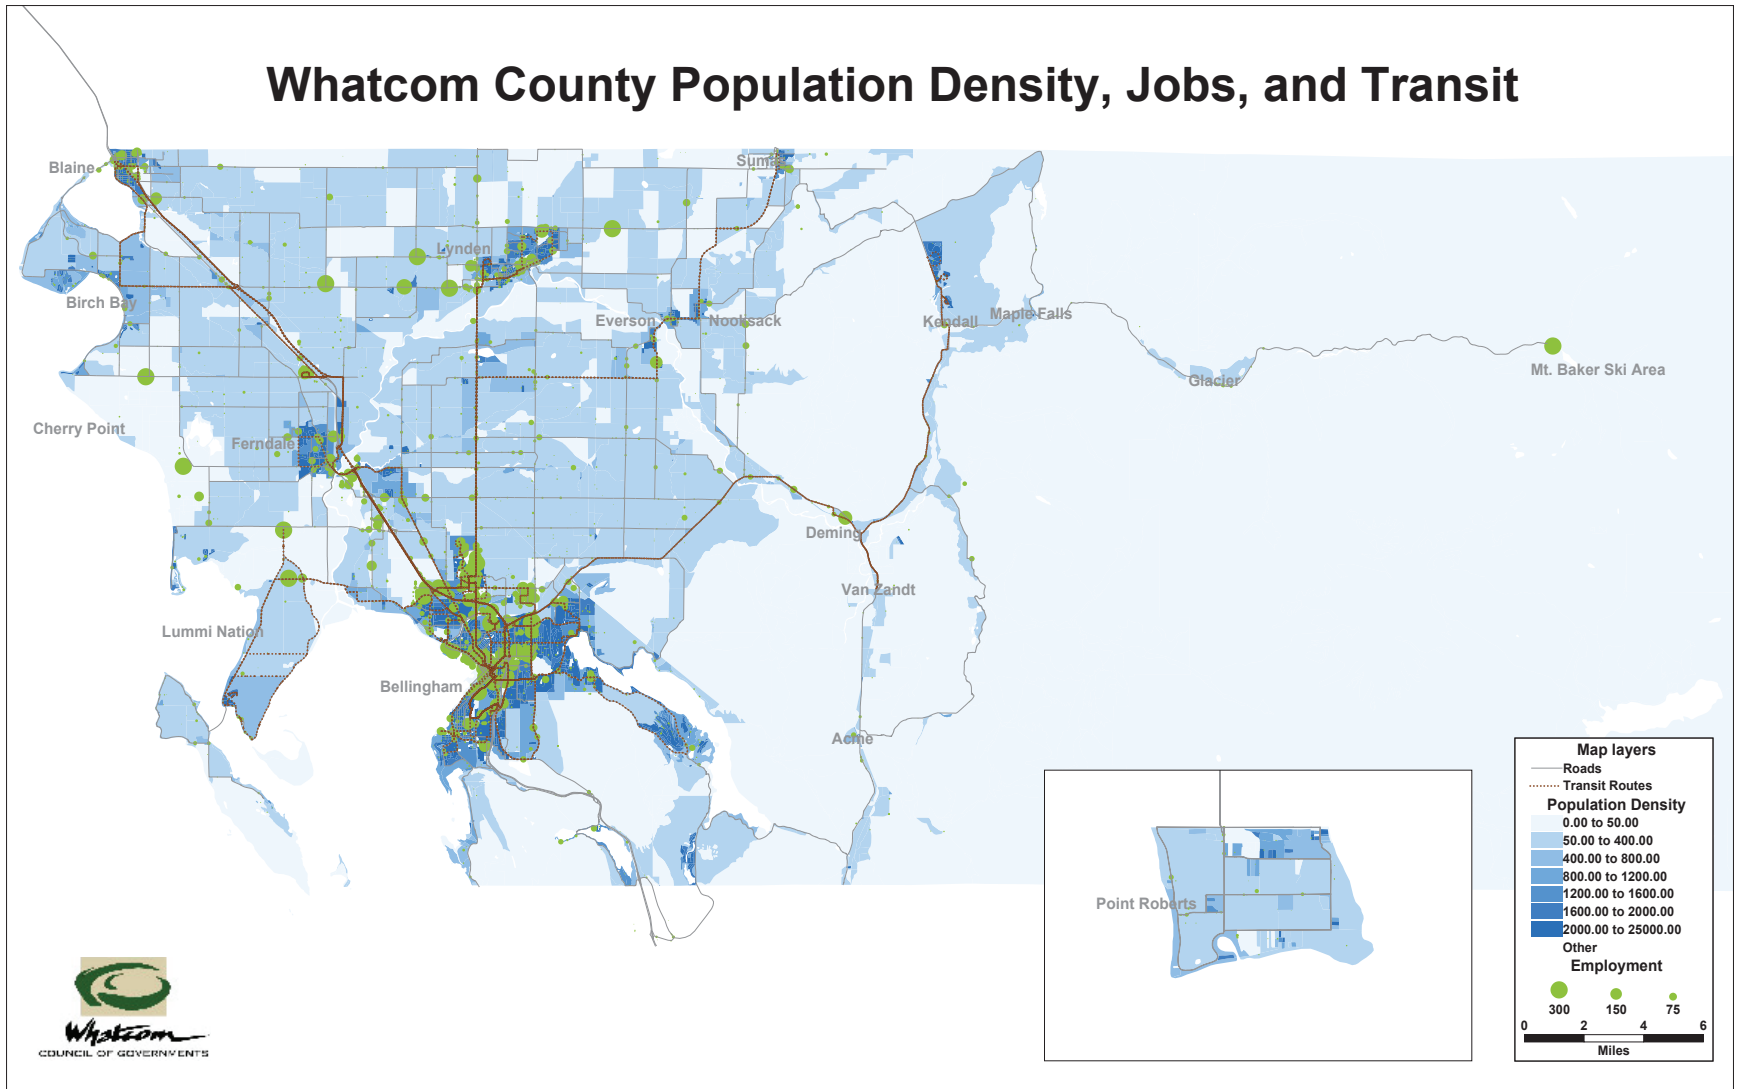 Whatcom County Population Density, Jobs, and Transit
Blaine
Sumas
Lynden
Birch Bay
Everson
Nooksack
Kendall
Maple Falls
Glacier
Mt. Baker Ski Area
Cherry Point
Ferndale
Deming
Van Zandt
Lummi Nation
Bellingham
Acme
Point Roberts
Map layers
Roads
Transit Routes
Population Density
0.00 to 50.00
50.00 to 400.00
400.00 to 800.00
800.00 to 1200.00
1200.00 to 1600.00
1600.00 to 2000.00
2000.00 to 25000.00
Other
Employment
300 150 75
0 2 4 6
Miles
Whatcom
COUNCIL OF GOVERNMENTS